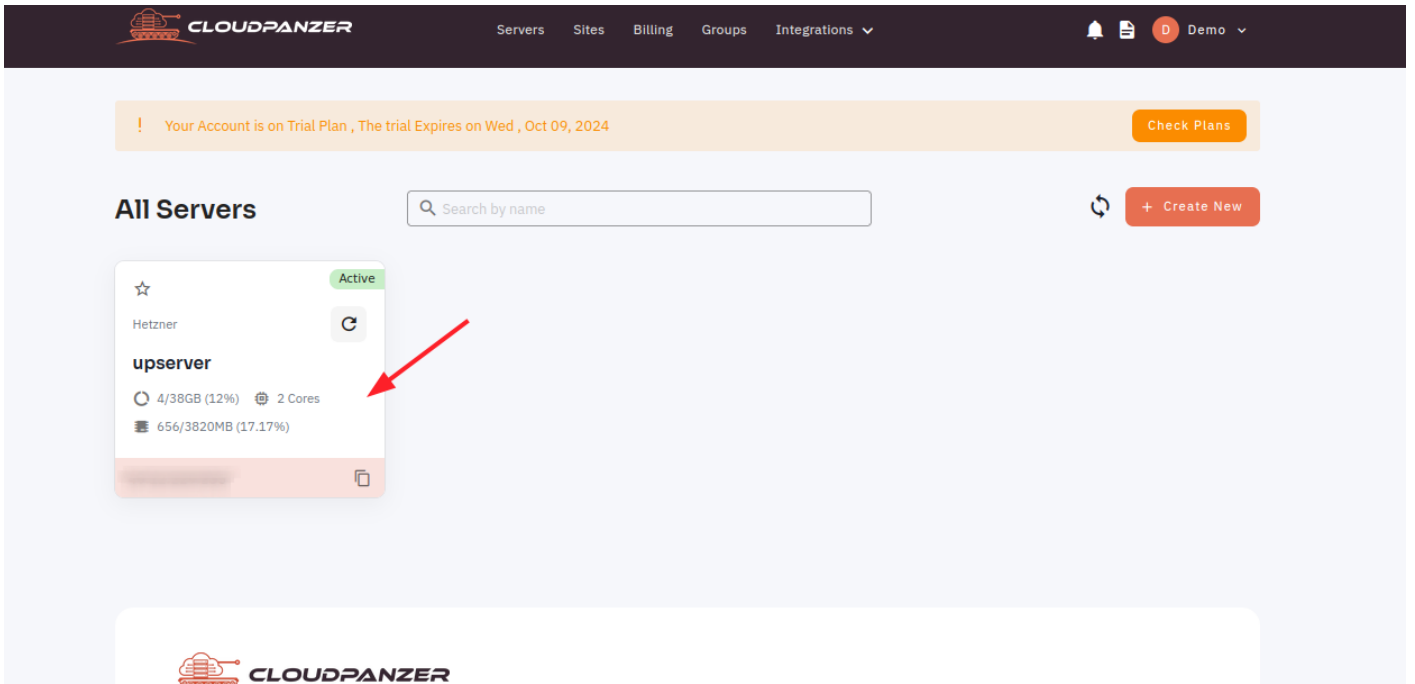 CLOUDPANZER
Servers Sites Billing Groups Integrations
D Demo
! Your Account is on Trial Plan , The trial Expires on Wed , Oct 09, 2024
Check Plans
All Servers
Search by name
+ Create New
Active
Hetzner
upserver
4/38GB (12%) 2 Cores
656/3820MB (17.17%)
CLOUDPANZER